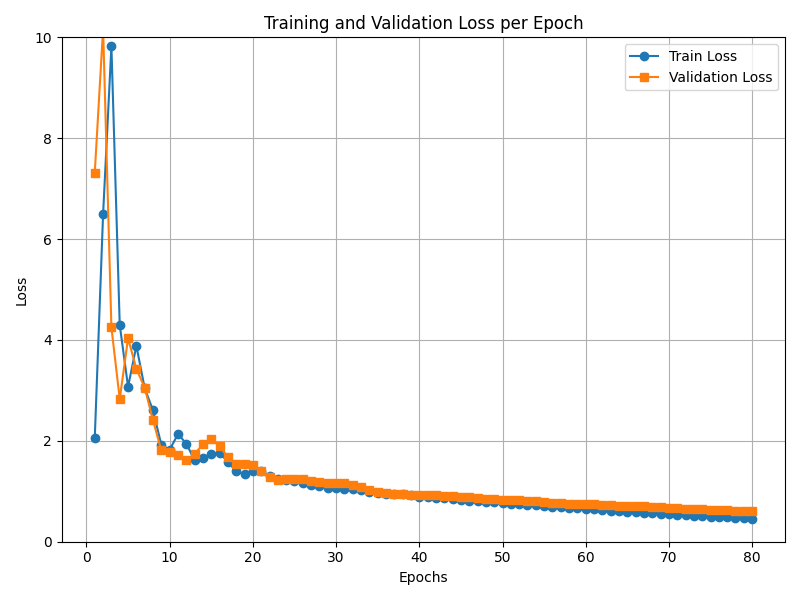 Training and Validation Loss per Epoch
Train Loss
Validation Loss
10
8
6
4
2
0
Loss
0 10 20 30 40 50 60 70 80
Epochs